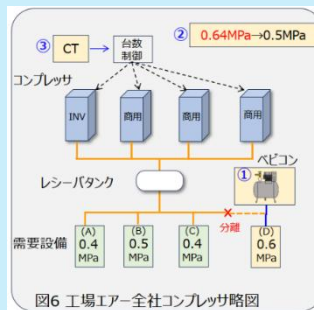 ③ CT 台数制御 ② 0.64MPa→0.5MPa
コンプレッサ
INV 商用 商用 商用
レシーバタンク
① ベビコン
分離
需要設備
(A) 0.4 MPa
(B) 0.5 MPa
(C) 0.4 MPa
(D) 0.6 MPa
図6 工場エアー全社コンプレッサ略図